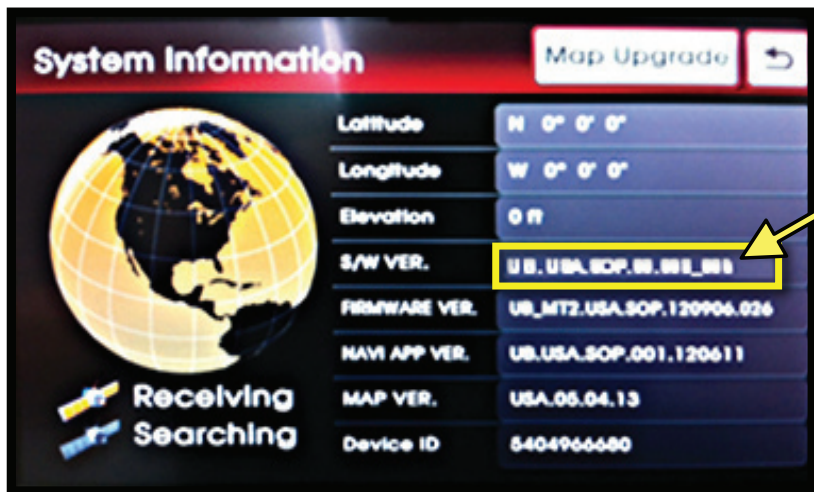 System Information Map Upgrade
Latitude N 0° 0' 0"
Longitude W 0° 0' 0"
Elevation 0 ft
S/W VER.
FIRMWARE VER. UB_MT2.USA.SOP.120906.026
NAVI APP VER. UB.USA.SOP.001.120611
MAP VER. USA.05.04.13
Device ID 5404966680
Receiving
Searching